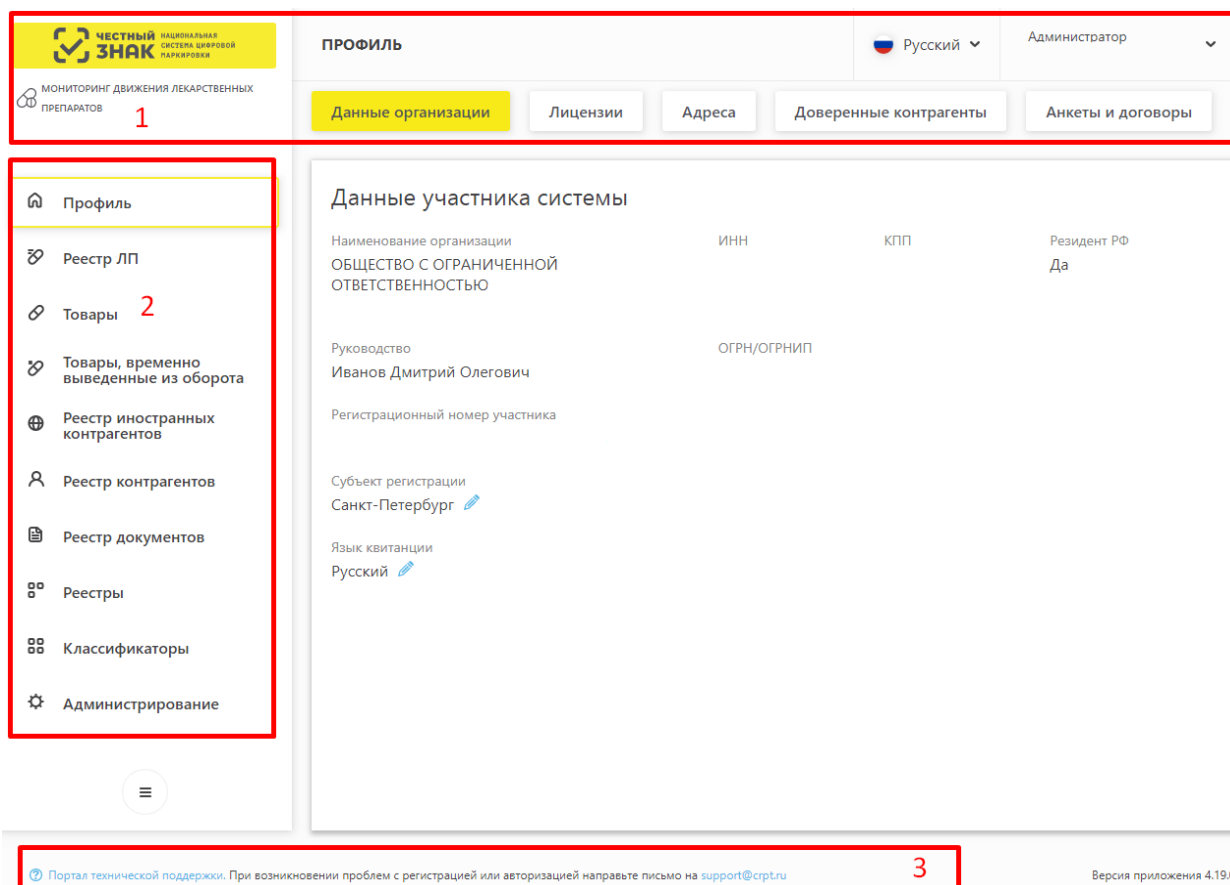 ЧЕСТНЫЙ ЗНАК
НАЦИОНАЛЬНАЯ СИСТЕМА ЦИФРОВОЙ МАРКИРОВКИ
МОНИТОРИНГ ДВИЖЕНИЯ ЛЕКАРСТВЕННЫХ
ПРЕПАРАТОВ
1
ПРОФИЛЬ
Русский
Администратор
Данные организации
Лицензии
Адреса
Доверенные контрагенты
Анкеты и договоры
Профиль
Реестр ЛП
Товары
2
Товары, временно
выведенные из оборота
Реестр иностранных
контрагентов
Реестр контрагентов
Реестр документов
Реестры
Классификаторы
Администрирование
Данные участника системы
Наименование организации
ОБЩЕСТВО С ОГРАНИЧЕННОЙ
ОТВЕТСТВЕННОСТЬЮ
ИНН
КПП
Резидент РФ
Да
Руководство
Иванов Дмитрий Олегович
ОГРН/ОГРНИП
Регистрационный номер участника
Субъект регистрации
Санкт-Петербург
Язык квитанции
Русский
Портал технической поддержки. При возникновении проблем с регистрацией или авторизацией направьте письмо на support@crpt.ru
3
Версия приложения 4.19.